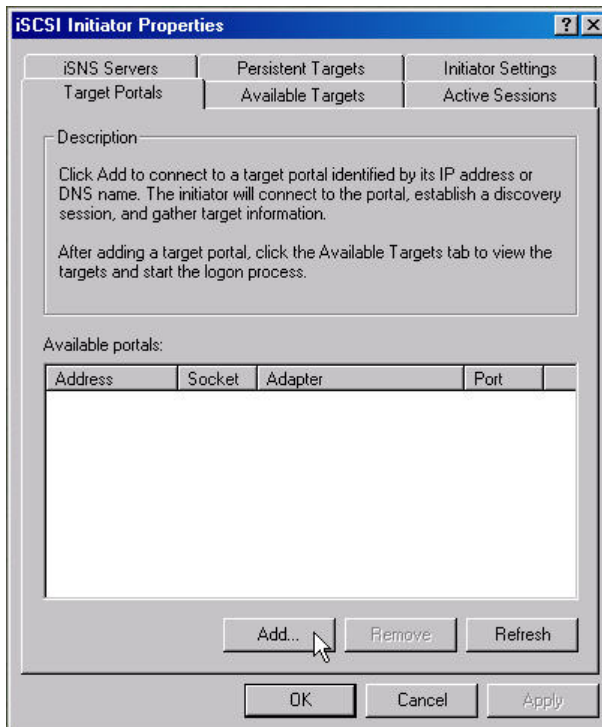 iSCSI Initiator Properties
iSNS Servers Persistent Targets Initiator Settings
Target Portals Available Targets Active Sessions
Description
Click Add to connect to a target portal identified by its IP address or
DNS name. The initiator will connect to the portal, establish a discovery
session, and gather target information.
After adding a target portal, click the Available Targets tab to view the
targets and start the logon process.
Available portals:
Address Socket Adapter Port
Add... Remove Refresh
OK Cancel Apply